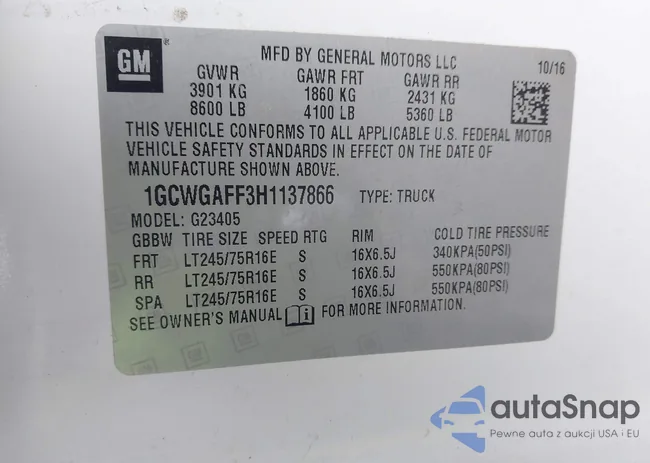 GM
MFD BY GENERAL MOTORS LLC
10/16
GVWR GAWR FRT GAWR RR
3901 KG 1860 KG 2431 KG
8600 LB 4100 LB 5360 LB
THIS VEHICLE CONFORMS TO ALL APPLICABLE U.S. FEDERAL MOTOR
VEHICLE SAFETY STANDARDS IN EFFECT ON THE DATE OF
MANUFACTURE SHOWN ABOVE.
1GCWGAFF3H1137866 TYPE: TRUCK
MODEL: G23405
GBBW TIRE SIZE SPEED RTG RIM COLD TIRE PRESSURE
FRT LT245/75R16E S 16X6.5J 340KPA(50PSI)
RR LT245/75R16E S 16X6.5J 550KPA(80PSI)
SPA LT245/75R16E S 16X6.5J 550KPA(80PSI)
SEE OWNER'S MANUAL i FOR MORE INFORMATION.
autaSnap
Pewne auta z aukcji USA i EU